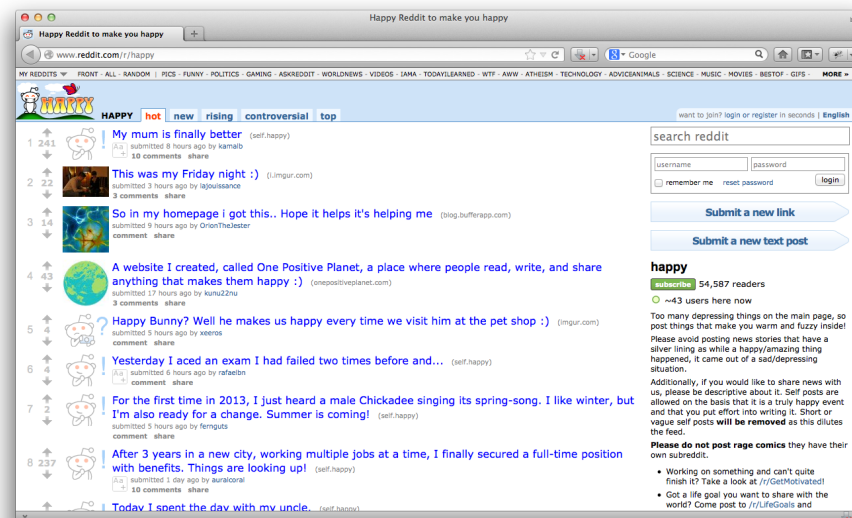 Happy Reddit to make you happy
Happy Reddit to make you happy
www.reddit.com/r/happy
Google
MY REDDITS FRONT - ALL - RANDOM | PICS - FUNNY - POLITICS - GAMING - ASKREDDIT - WORLDNEWS - VIDEOS - IAMA - TODAYILEARNED - WTF - AWW - ATHEISM - TECHNOLOGY - ADVICEANIMALS - SCIENCE - MUSIC - MOVIES - BESTOF - GIFS - MORE »
HAPPY HAPPY hot new rising controversial top
want to join? login or register in seconds | English
1 241 My mum is finally better (self.happy)
submitted 8 hours ago by kamalb
Aa+ 10 comments share
2 22 This was my Friday night :) (i.imgur.com)
submitted 3 hours ago by lajouissance
3 comments share
3 14 So in my homepage i got this.. Hope it helps it's helping me (blog.bufferapp.com)
submitted 9 hours ago by OrionTheJester
comment share
4 43 A website I created, called One Positive Planet, a place where people read, write, and share
anything that makes them happy :) (onepositiveplanet.com)
submitted 17 hours ago by kunu22nu
3 comments share
5 4 Happy Bunny? Well he makes us happy every time we visit him at the pet shop :) (imgur.com)
submitted 5 hours ago by xeeros
comment share
6 4 Yesterday I aced an exam I had failed two times before and... (self.happy)
submitted 6 hours ago by rafaelbn
Aa+ comment share
7 2 For the first time in 2013, I just heard a male Chickadee singing its spring-song. I like winter, but
I'm also ready for a change. Summer is coming! (self.happy)
submitted 5 hours ago by fernguts
comment share
8 237 After 3 years in a new city, working multiple jobs at a time, I finally secured a full-time position
with benefits. Things are looking up! (self.happy)
submitted 1 day ago by auralcoral
Aa+ 10 comments share
Today I spent the day with my uncle. (self.happy)
search reddit
username password
remember me reset password login
Submit a new link
Submit a new text post
happy
subscribe 54,587 readers
~43 users here now
Too many depressing things on the main page, so
post things that make you warm and fuzzy inside!
Please avoid posting news stories that have a
silver lining as while a happy/amazing thing
happened, it came out of a sad/depressing
situation.
Additionally, if you would like to share news with
us, please be descriptive about it. Self posts are
allowed on the basis that it is a truly happy event
and that you put effort into writing it. Short or
vague self posts will be removed as this dilutes
the feed.
Please do not post rage comics they have their
own subreddit.
• Working on something and can't quite
finish it? Take a look at /r/GetMotivated!
• Got a life goal you want to share with the
world? Come post to /r/LifeGoals and